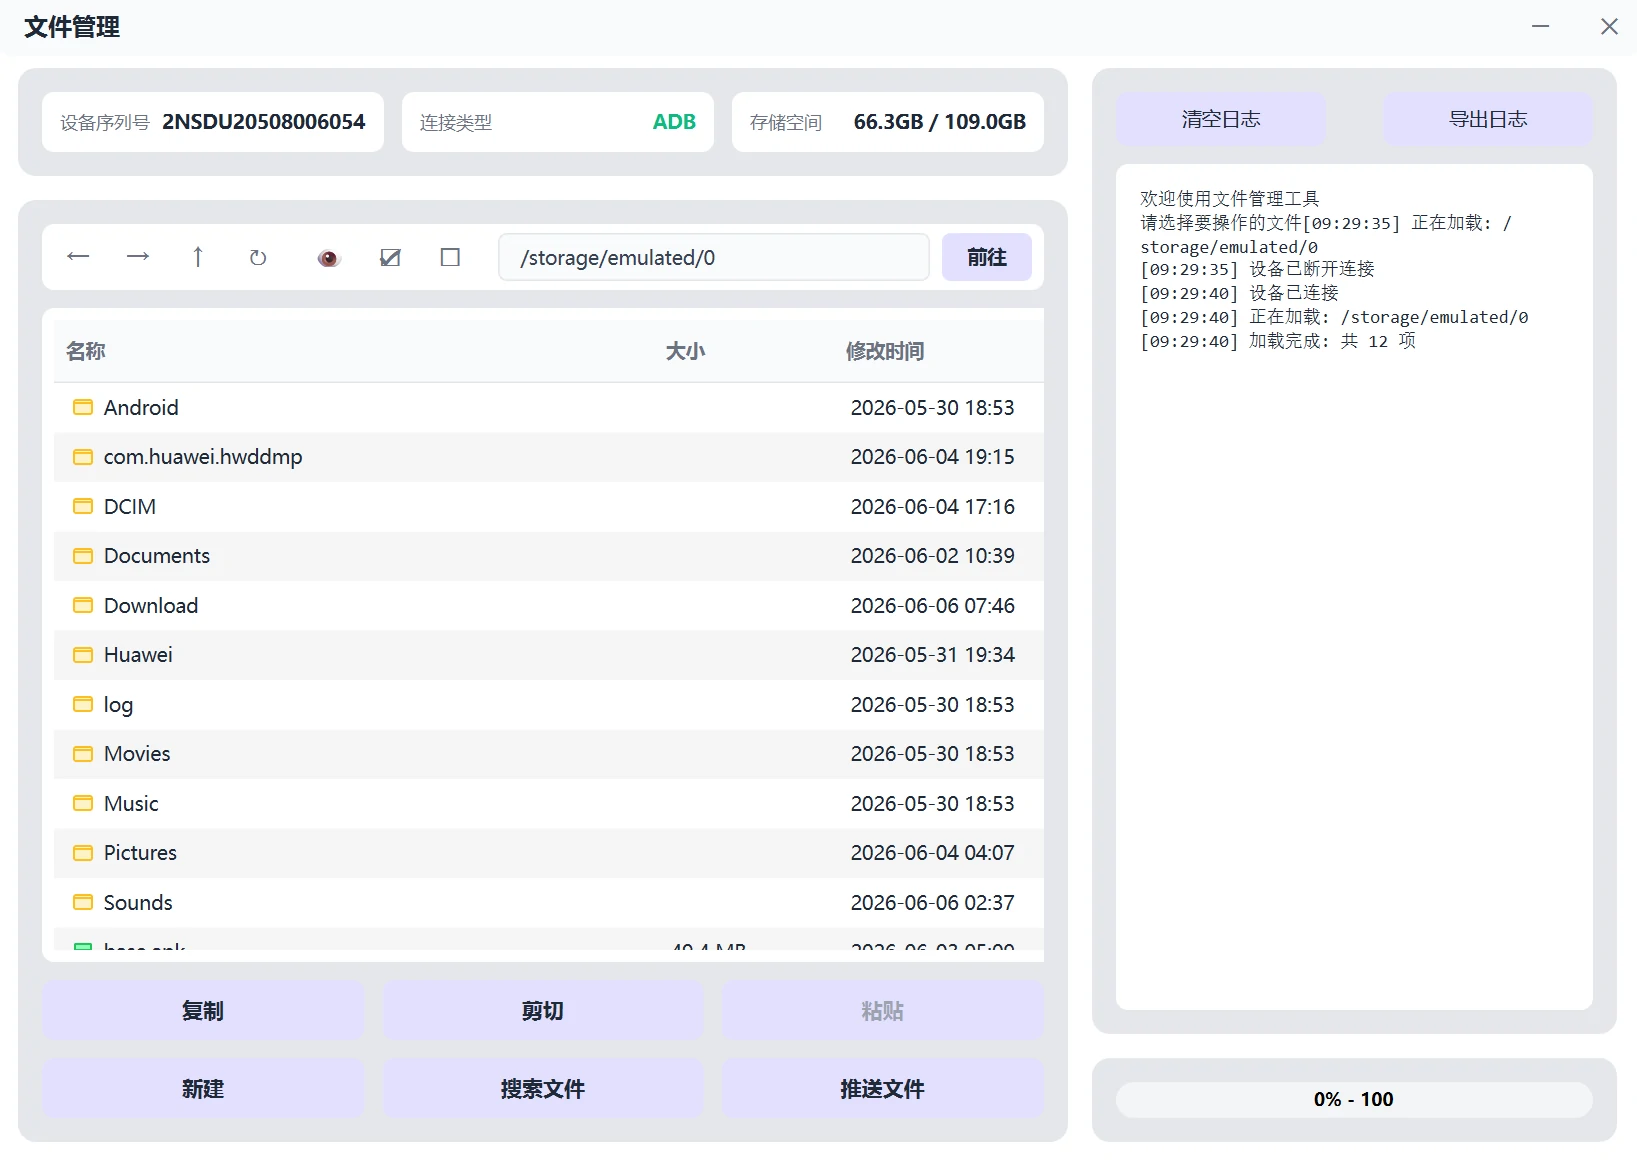 文件管理
设备序列号 2NSDU20508006054 连接类型 ADB 存储空间 66.3GB / 109.0GB
/storage/emulated/0 前往
名称 大小 修改时间
Android 2026-05-30 18:53
com.huawei.hwddmp 2026-06-04 19:15
DCIM 2026-06-04 17:16
Documents 2026-06-02 10:39
Download 2026-06-06 07:46
Huawei 2026-05-31 19:34
log 2026-05-30 18:53
Movies 2026-05-30 18:53
Music 2026-05-30 18:53
Pictures 2026-06-04 04:07
Sounds 2026-06-06 02:37
base.apk 49.4 MB
复制 剪切 粘贴
新建 搜索文件 推送文件
清空日志 导出日志
欢迎使用文件管理工具
请选择要操作的文件[09:29:35] 正在加载: /
storage/emulated/0
[09:29:35] 设备已断开连接
[09:29:40] 设备已连接
[09:29:40] 正在加载: /storage/emulated/0
[09:29:40] 加载完成: 共 12 项
0% - 100